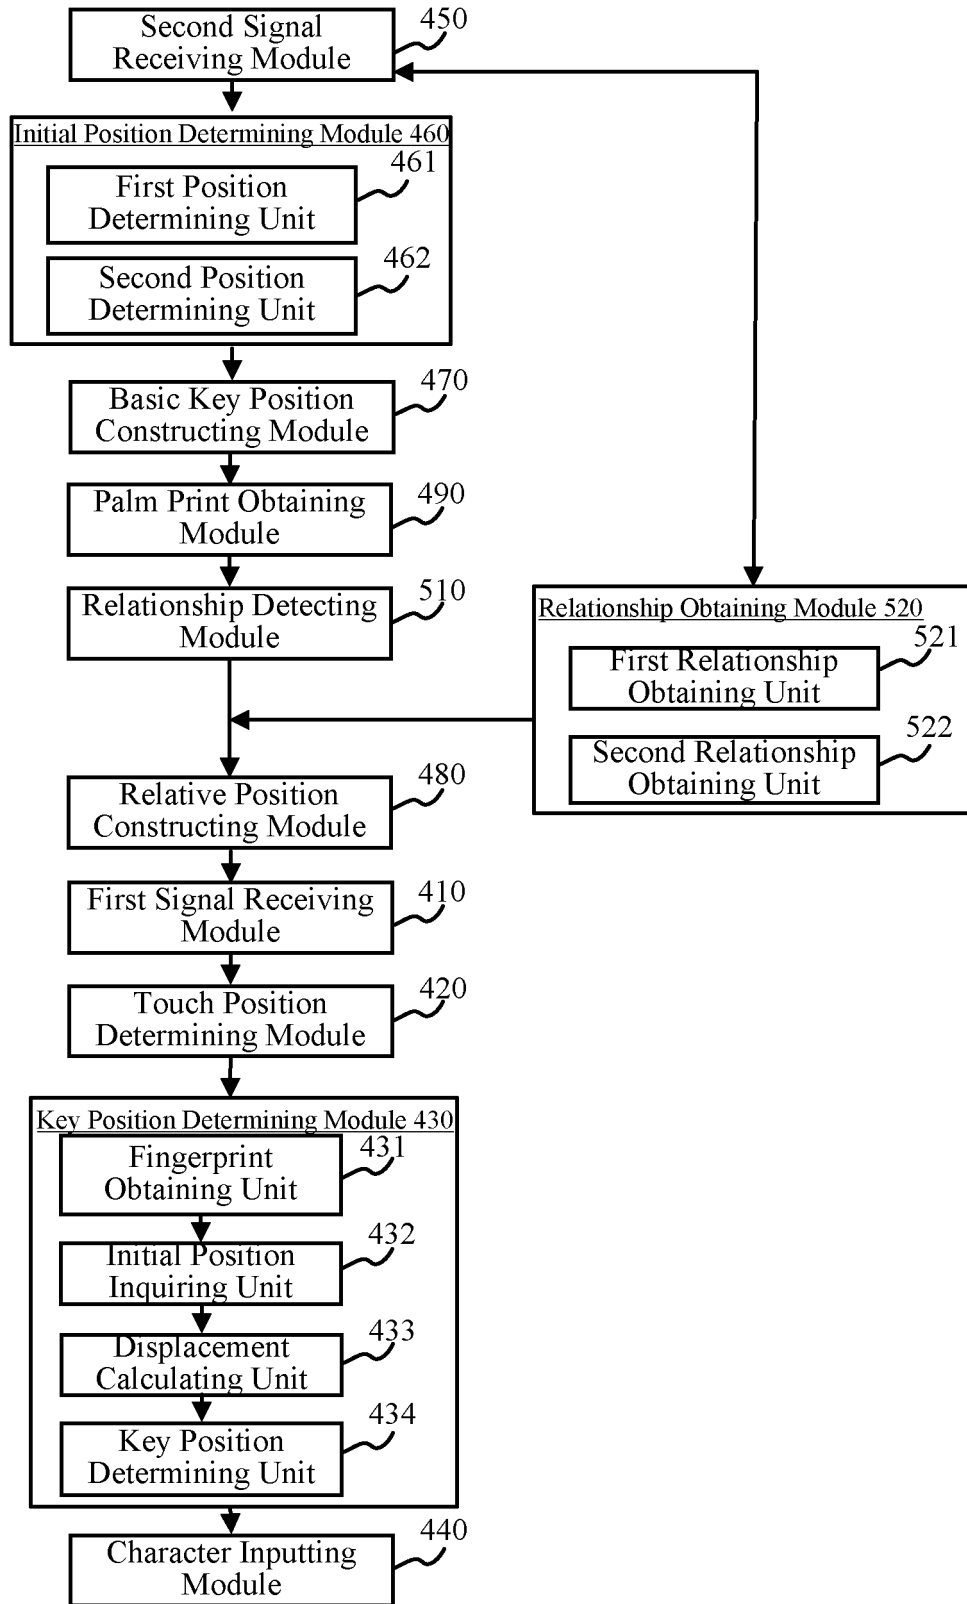 Second Signal
Receiving Module
450
Initial Position Determining Module 460
First Position
Determining Unit
461
Second Position
Determining Unit
462
Basic Key Position
Constructing Module
470
Palm Print Obtaining
Module
490
Relationship Detecting
Module
510
Relationship Obtaining Module 520
First Relationship
Obtaining Unit
521
Second Relationship
Obtaining Unit
522
Relative Position
Constructing Module
480
First Signal Receiving
Module
410
Touch Position
Determining Module
420
Key Position Determining Module 430
Fingerprint
Obtaining Unit
431
Initial Position
Inquiring Unit
432
Displacement
Calculating Unit
433
Key Position
Determining Unit
434
Character Inputting
Module
440